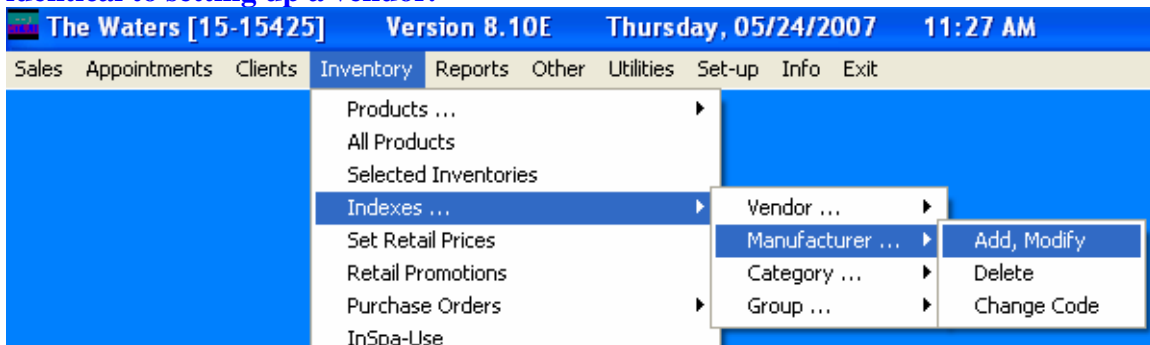 identical to setting up a vendor.
The Waters [15-15425] Version 8.10E Thursday, 05/24/2007 11:27 AM
Sales Appointments Clients Inventory Reports Other Utilities Set-up Info Exit
Products ...
All Products
Selected Inventories
Indexes ...
Set Retail Prices
Retail Promotions
Purchase Orders
InSpa-Use
Vendor ...
Manufacturer ...
Category ...
Group ...
Add, Modify
Delete
Change Code